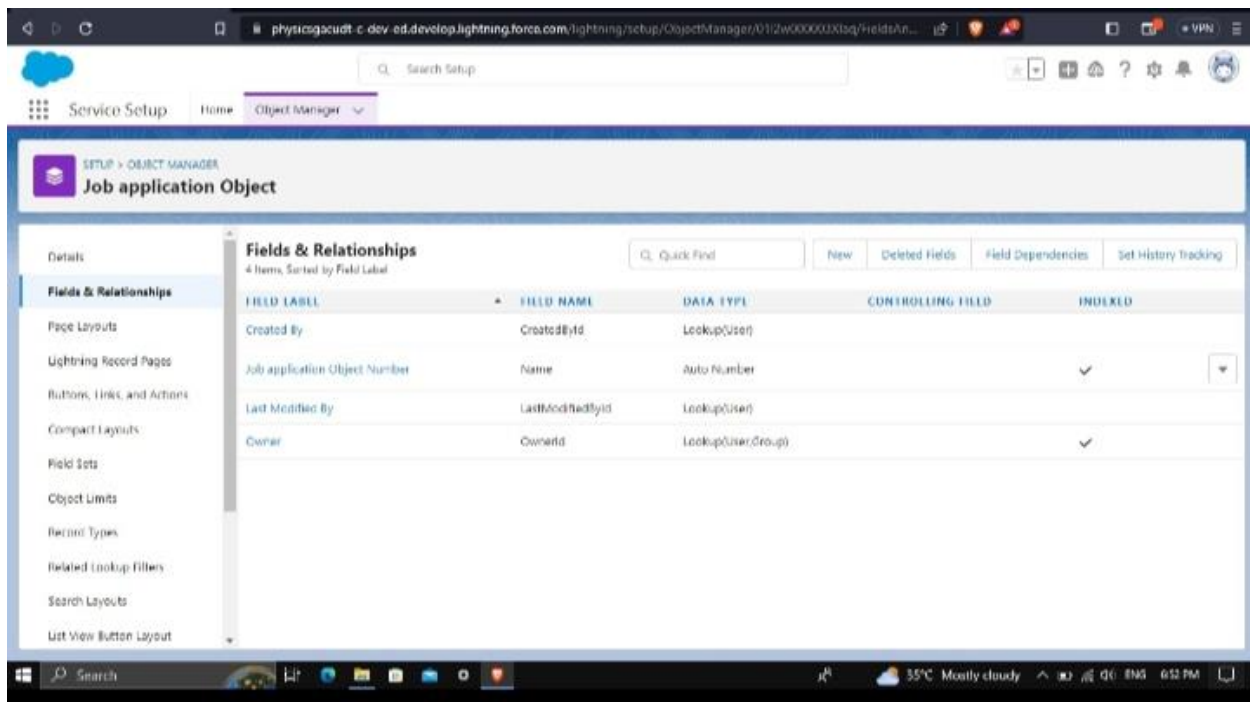 physicsgacudt-c-dev-ed.develop.lightning.force.com/lightning/setup/ObjectManager/
VPN
Search Setup
Service Setup Home Object Manager
SETUP > OBJECT MANAGER
Job application Object
Details
Fields & Relationships
Page Layouts
Lightning Record Pages
Buttons, Links, and Actions
Compact Layouts
Field Sets
Object Limits
Record Types
Related Lookup Filters
Search Layouts
List View Button Layout
Fields & Relationships
4 Items, Sorted by Field Label
Quick Find New Deleted Fields Field Dependencies Set History Tracking
FIELD LABEL FIELD NAME DATA TYPE CONTROLLING FIELD INDEXED
Created By CreatedById Lookup(User)
Job application Object Number Name Auto Number
Last Modified By LastModifiedById Lookup(User)
Owner OwnerId Lookup(User,Group)
Search 35°C Mostly cloudy ENG 6:52 PM